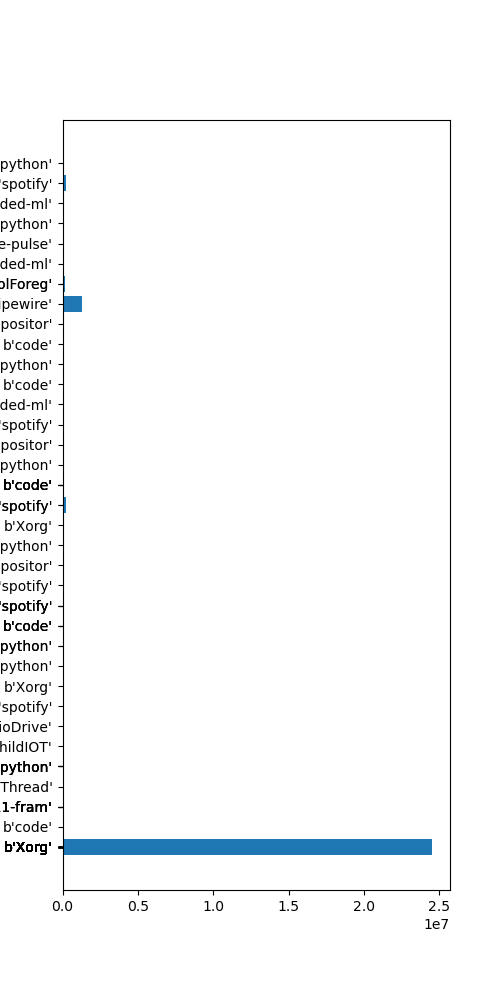 python'
'spotify'
ded-ml'
python'
e-pulse'
ded-ml'
olForeg'
ipewire'
positor'
b'code'
python'
b'code'
ded-ml'
'spotify'
positor'
python'
b'code'
'spotify'
b'Xorg'
python'
positor'
'spotify'
'spotify'
b'code'
python'
python'
b'Xorg'
'spotify'
ioDrive'
hildIOT'
python'
Thread'
1-fram'
b'code'
b'Xorg'
0.0 0.5 1.0 1.5 2.0 2.5
1e7